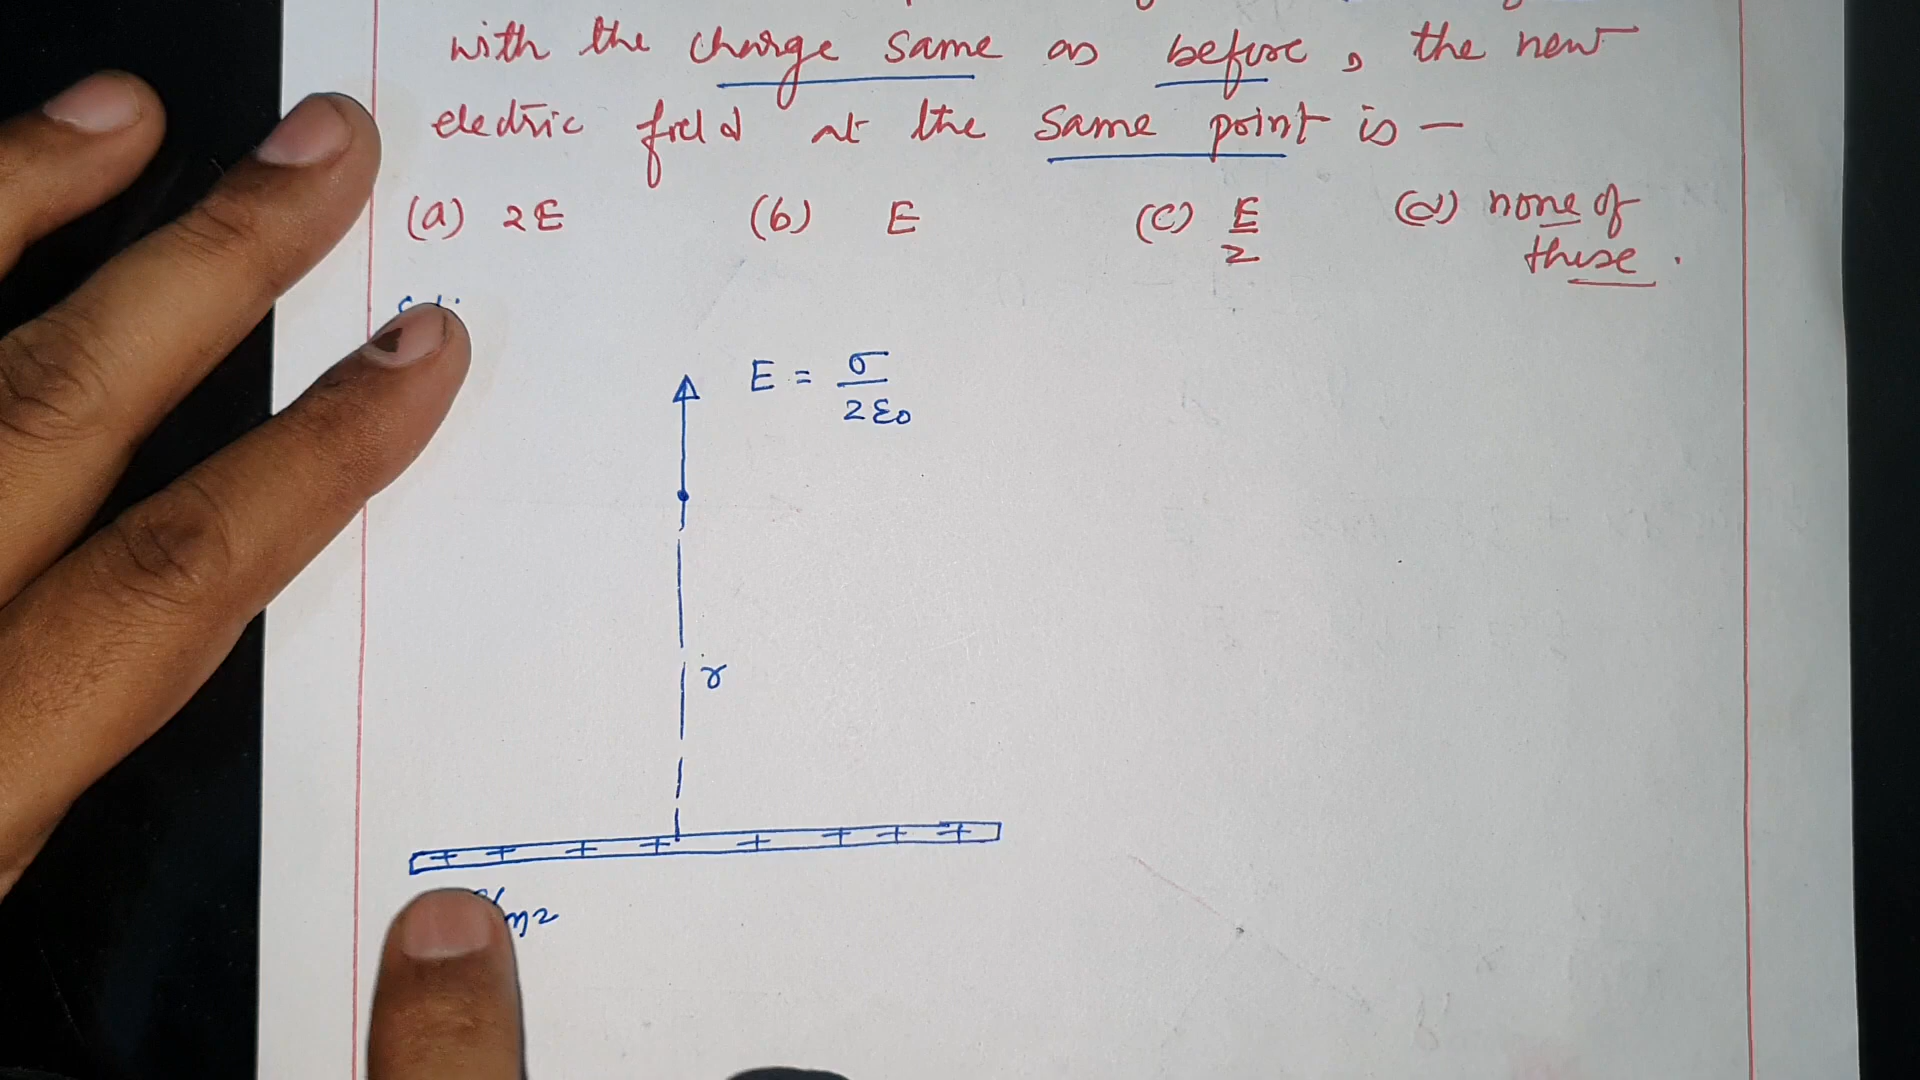 with the charge same as before, the new
electric field at the same point is —
(a) 2E (b) E (c) E/2 (d) none of
these.
E = σ/2ε0
r
+ + + + + + + +
/m2